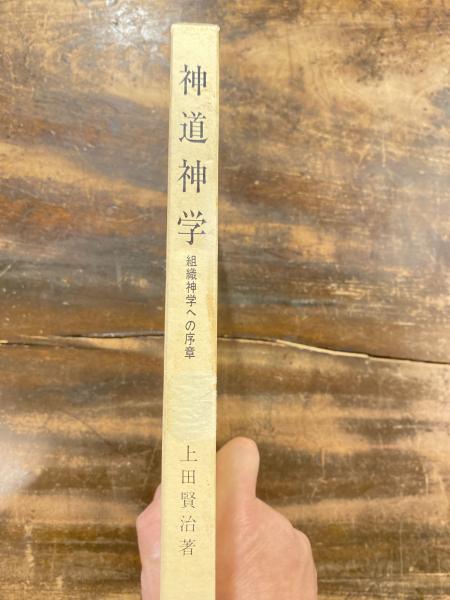 神道神学
組織神学への序章
上田賢治著